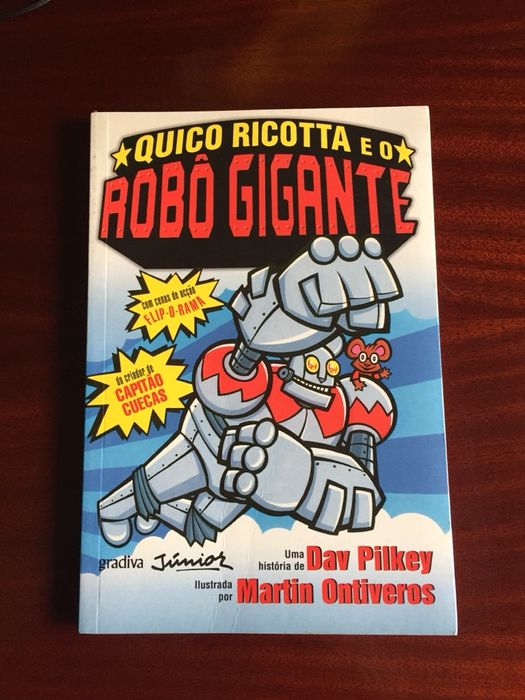 QUICO RICOTTA E O
ROBÔ GIGANTE
com cenas de acção
FLIP-O-RAMA
do criador de
CAPITÃO
CUECAS
gradiva Júnior
Uma
história de Dav Pilkey
Ilustrada
por Martin Ontiveros